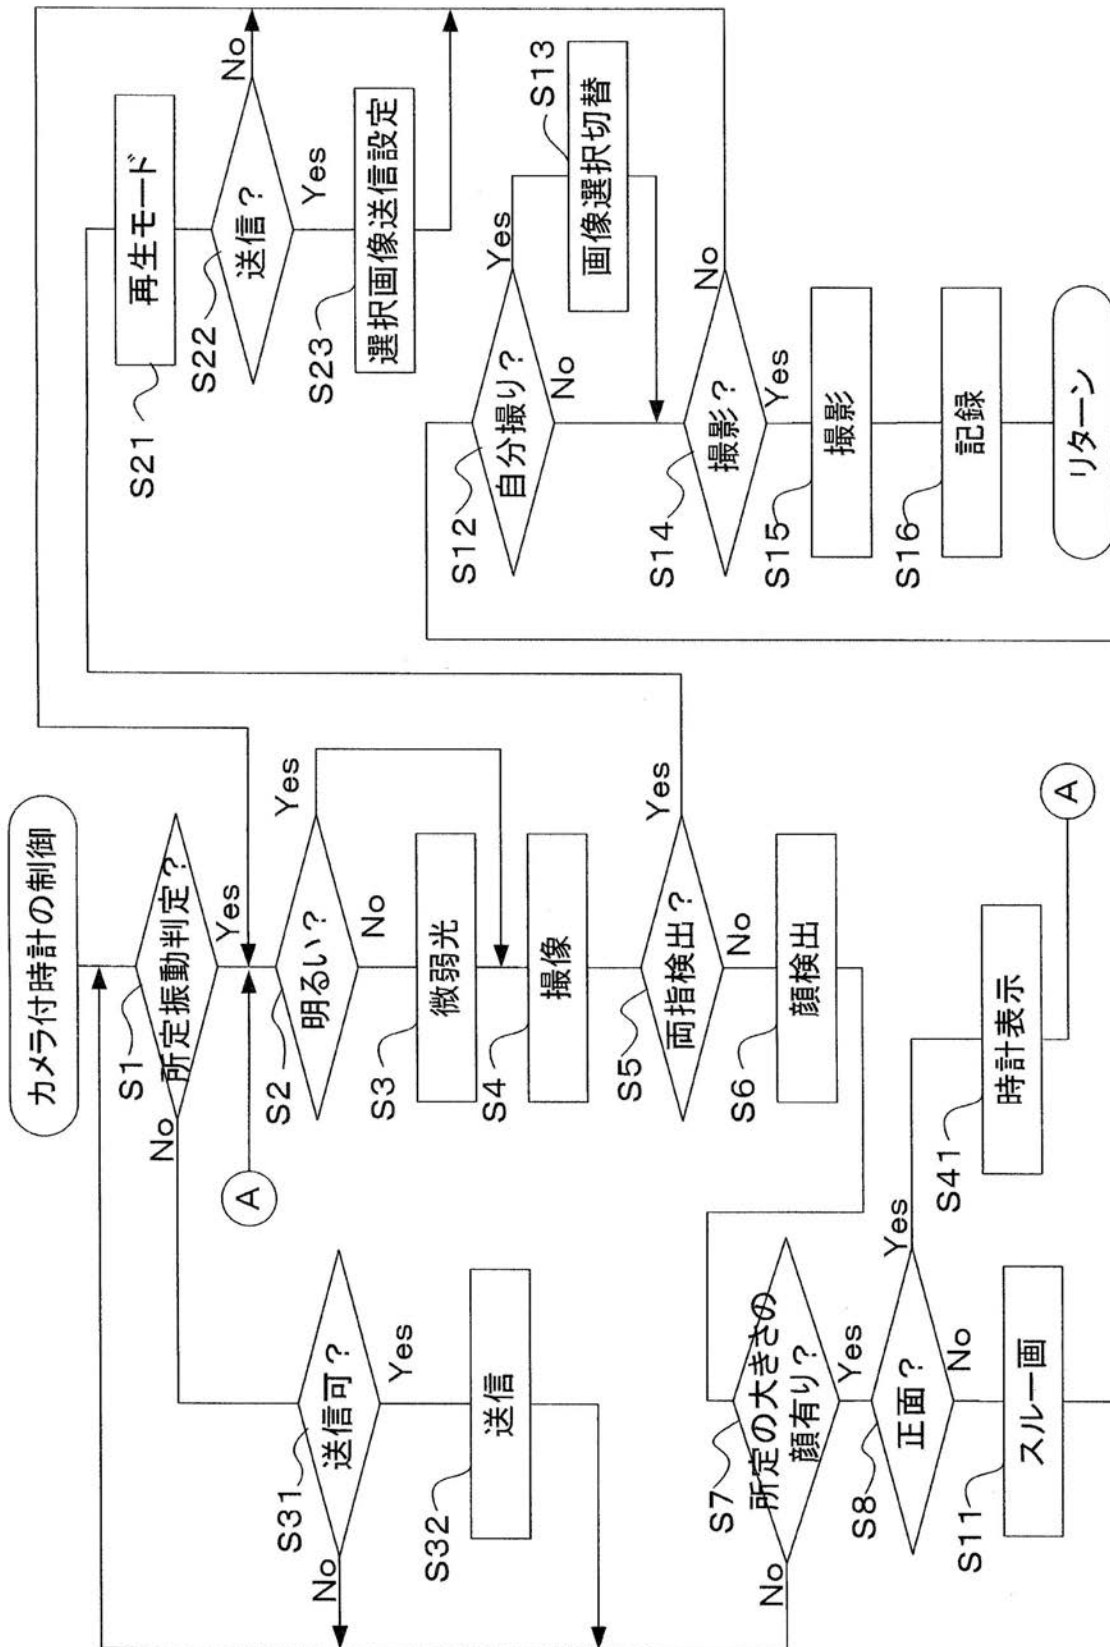 カメラ付時計の制御
S1
所定振動判定？
No
Yes
A
S2
明るい？
Yes
No
S3
微弱光
S4
撮像
S5
両指検出？
Yes
No
S6
顔検出
S31
送信可？
No
Yes
S32
送信
S7
所定の大きさの
顔有り？
No
Yes
S8
正面？
Yes
No
S41
時計表示
A
S11
スルー画
S21
再生モード
S22
送信？
No
Yes
S23
選択画像送信設定
S12
自分撮り？
Yes
No
S13
画像選択切替
S14
撮影？
No
Yes
S15
撮影
S16
記録
リターン